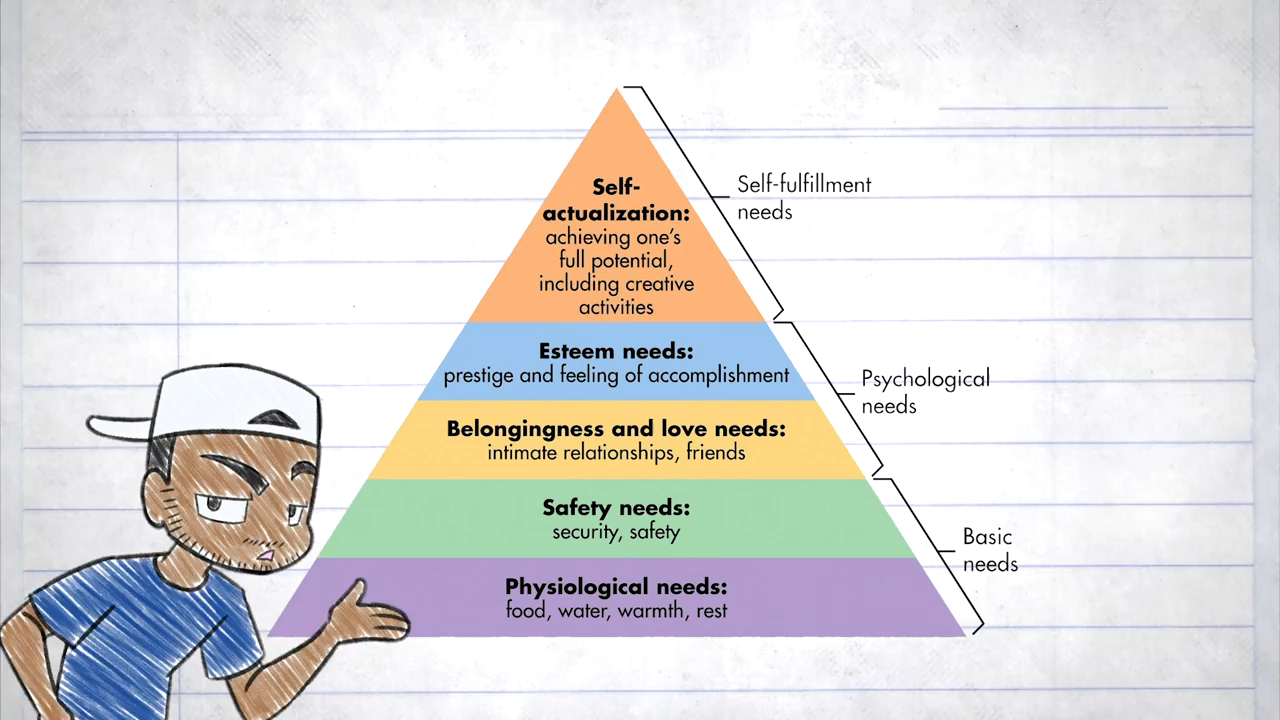 Self-
actualization:
achieving one's
full potential,
including creative
activities
Self-fulfillment
needs
Esteem needs:
prestige and feeling of accomplishment
Psychological
needs
Belongingness and love needs:
intimate relationships, friends
Safety needs:
security, safety
Basic
needs
Physiological needs:
food, water, warmth, rest